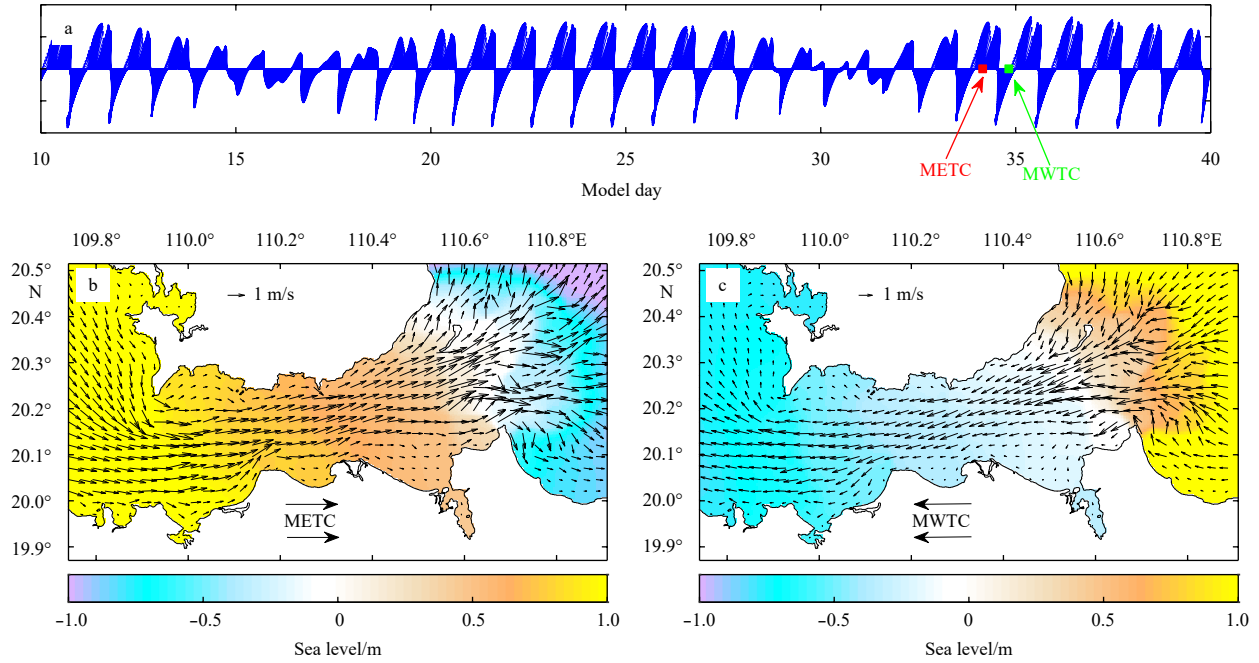 a
10 15 20 25 30 35 40
METC MWTC
Model day
109.8° 110.0° 110.2° 110.4° 110.6° 110.8°E
109.8° 110.0° 110.2° 110.4° 110.6° 110.8°E
20.5°
N
20.4°
20.3°
20.2°
20.1°
20.0°
19.9°
b
1 m/s
METC
20.5°
N
20.4°
20.3°
20.2°
20.1°
20.0°
19.9°
c
1 m/s
MWTC
−1.0 −0.5 0 0.5 1.0
Sea level/m
−1.0 −0.5 0 0.5 1.0
Sea level/m